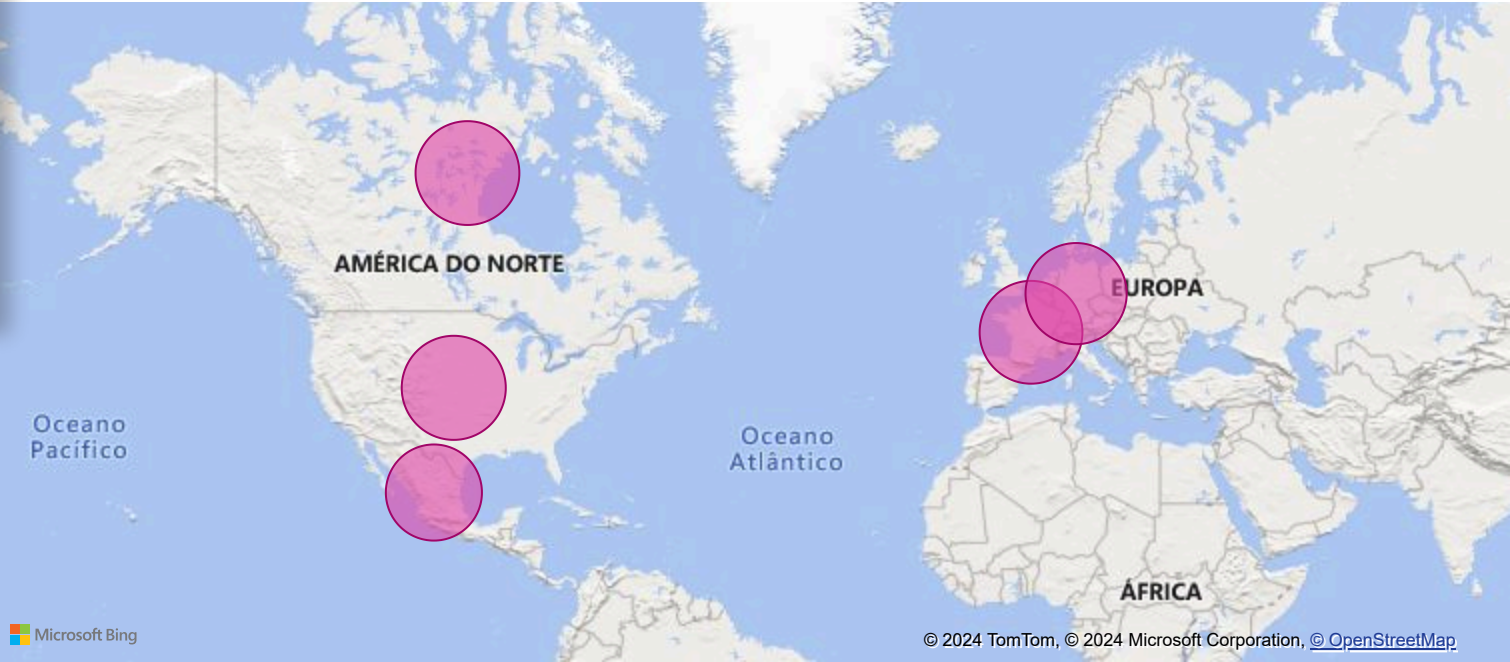 AMÉRICA DO NORTE
EUROPA
Oceano
Pacífico
Oceano
Atlântico
ÁFRICA
Microsoft Bing
© 2024 TomTom, © 2024 Microsoft Corporation, © OpenStreetMap